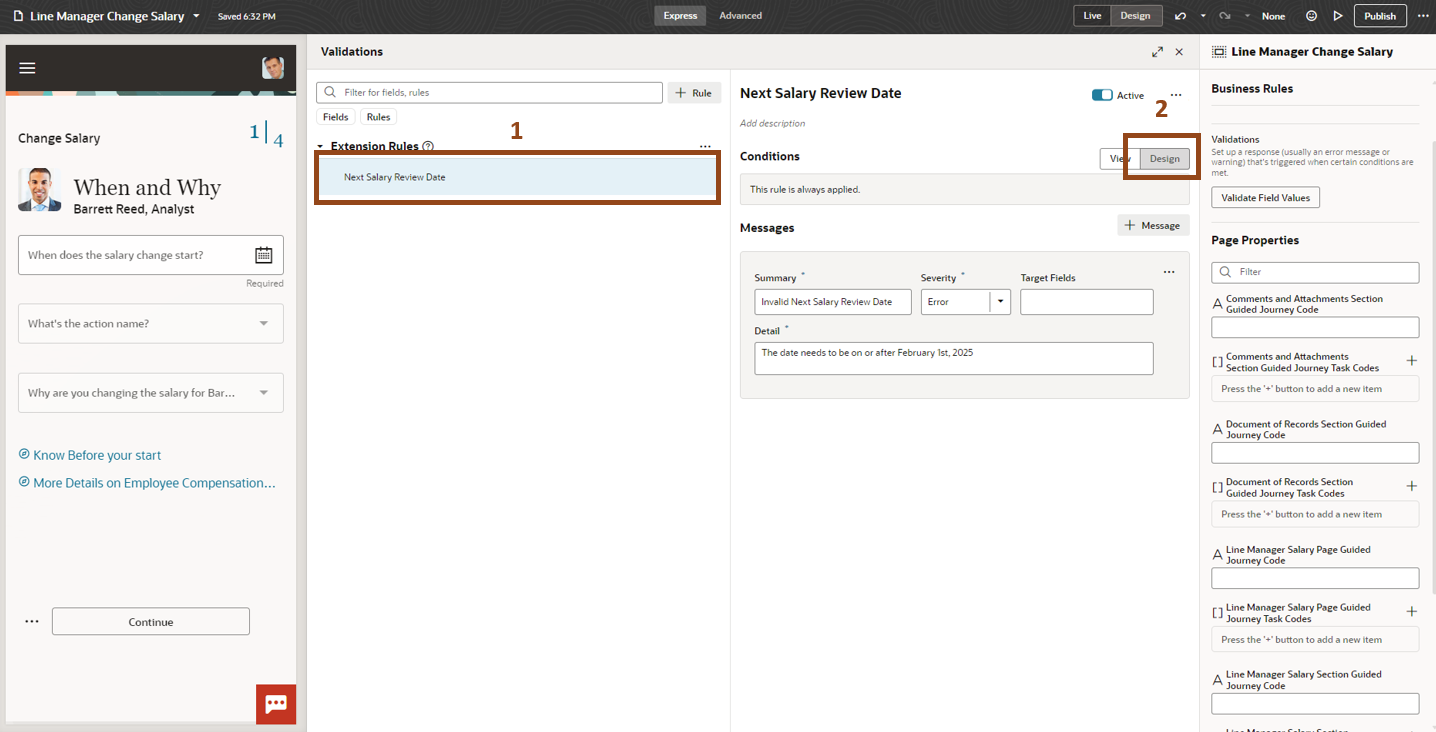 Line Manager Change Salary
Saved 6:32 PM
Express
Advanced
Live
Design
None
Publish
Change Salary
1
4
When and Why
Barrett Reed, Analyst
When does the salary change start?
Required
What's the action name?
Why are you changing the salary for Bar...
Know Before your start
More Details on Employee Compensation...
Continue
Validations
Filter for fields, rules
Rule
Fields
Rules
1
Extension Rules
Next Salary Review Date
Next Salary Review Date
Active
2
Add description
Conditions
View
Design
This rule is always applied.
Messages
Message
Summary *
Severity *
Target Fields
Invalid Next Salary Review Date
Error
Detail *
The date needs to be on or after February 1st, 2025
Line Manager Change Salary
Business Rules
Validations
Set up a response (usually an error message or
warning) that's triggered when certain conditions are
met.
Validate Field Values
Page Properties
Filter
Comments and Attachments Section
Guided Journey Code
Comments and Attachments
Section Guided Journey Task Codes
Press the '+' button to add a new item
Document of Records Section Guided
Journey Code
Document of Records Section
Guided Journey Task Codes
Press the '+' button to add a new item
Line Manager Salary Page Guided
Journey Code
Line Manager Salary Page Guided
Journey Task Codes
Press the '+' button to add a new item
Line Manager Salary Section Guided
Journey Code